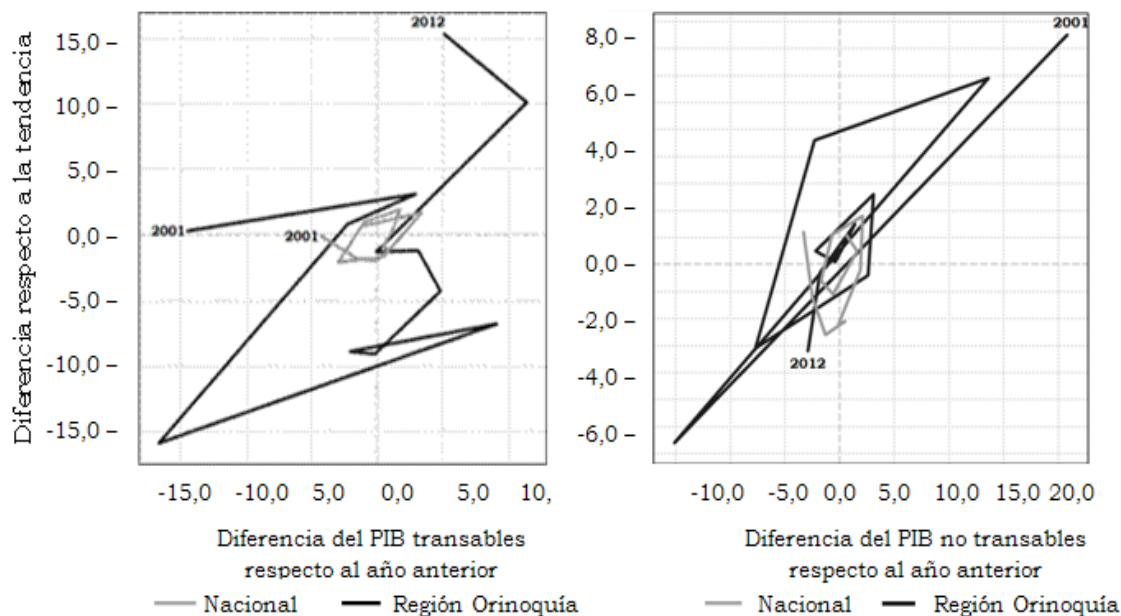 Diferencia respecto a la tendencia
15,0 –
10,0 –
5,0 –
0,0 –
-5,0 –
-10,0 –
-15,0 –
2012
2001
2001
-15,0 -10,0 5,0 0,0 5,0 10,
Diferencia del PIB transables
respecto al año anterior
Nacional Región Orinoquía
8,0 –
6,0 –
4,0 –
2,0 –
0,0 –
-2,0 –
-4,0 –
-6,0 –
2001
2012
-10,0 -5,0 0,0 5,0 10,0 15,0 20,0
Diferencia del PIB no transables
respecto al año anterior
Nacional Región Orinoquía